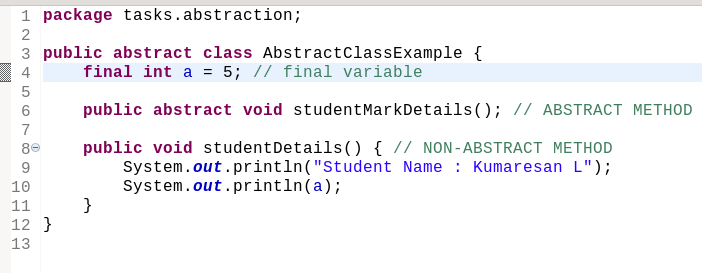 1 package tasks.abstraction;
2
3 public abstract class AbstractClassExample {
4     final int a = 5; // final variable
5
6     public abstract void studentMarkDetails(); // ABSTRACT METHOD
7
8     public void studentDetails() { // NON-ABSTRACT METHOD
9         System.out.println("Student Name : Kumaresan L");
10         System.out.println(a);
11     }
12 }
13